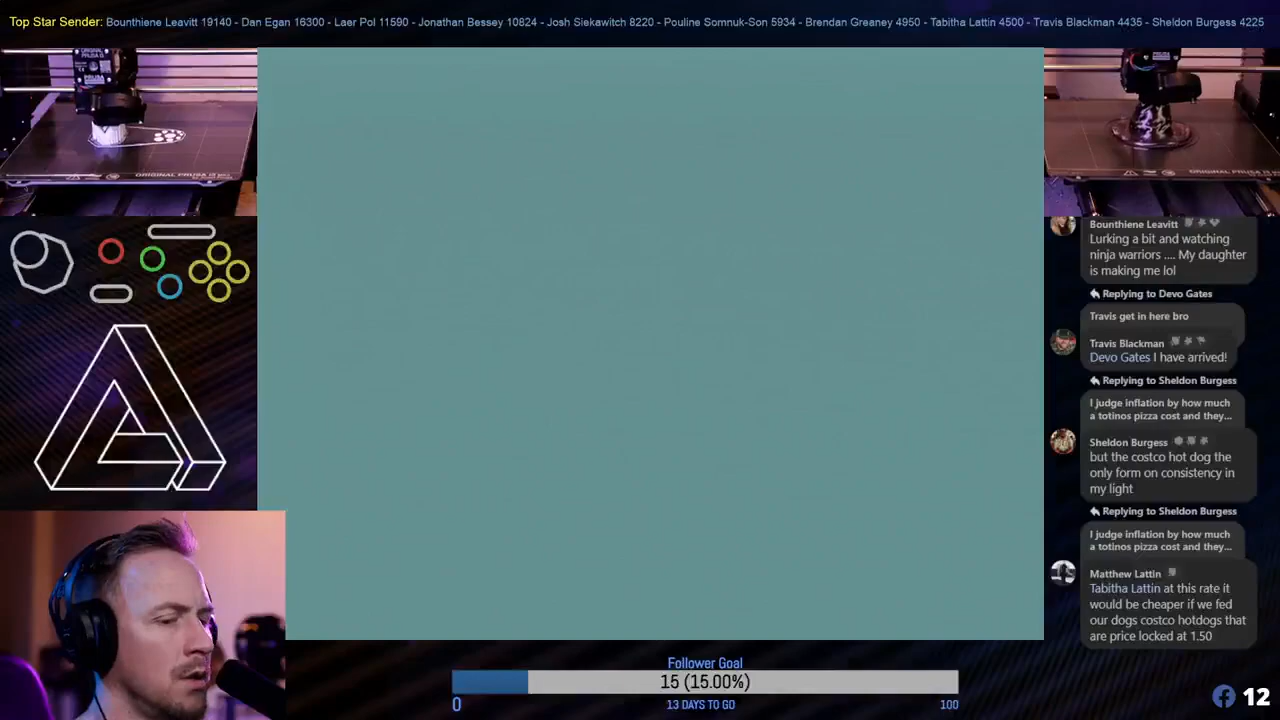 Top Star Sender: Bounthiene Leavitt 19140 - Dan Egan 16300 - Laer Pol 11590 - Jonathan Bessey 10824 - Josh Siekawitch 8220 - Pouline Somnuk-Son 5934 - Brendan Greaney 4950 - Tabitha Lattin 4500 - Travis Blackman 4435 - Sheldon Burgess 4225
ORIGINAL PRUSA
Bounthiene Leavitt
Lurking a bit and watching
ninja warriors .... My daughter
is making me lol
Replying to Devo Gates
Travis get in here bro
Travis Blackman
Devo Gates I have arrived!
Replying to Sheldon Burgess
I judge inflation by how much
a totinos pizza cost and they...
Sheldon Burgess
but the costco hot dog the
only form on consistency in
my light
Replying to Sheldon Burgess
I judge inflation by how much
a totinos pizza cost and they...
Matthew Lattin
Tabitha Lattin at this rate it
would be cheaper if we fed
our dogs costco hotdogs that
are price locked at 1.50
Follower Goal
15 (15.00%)
0
13 DAYS TO GO
100
12